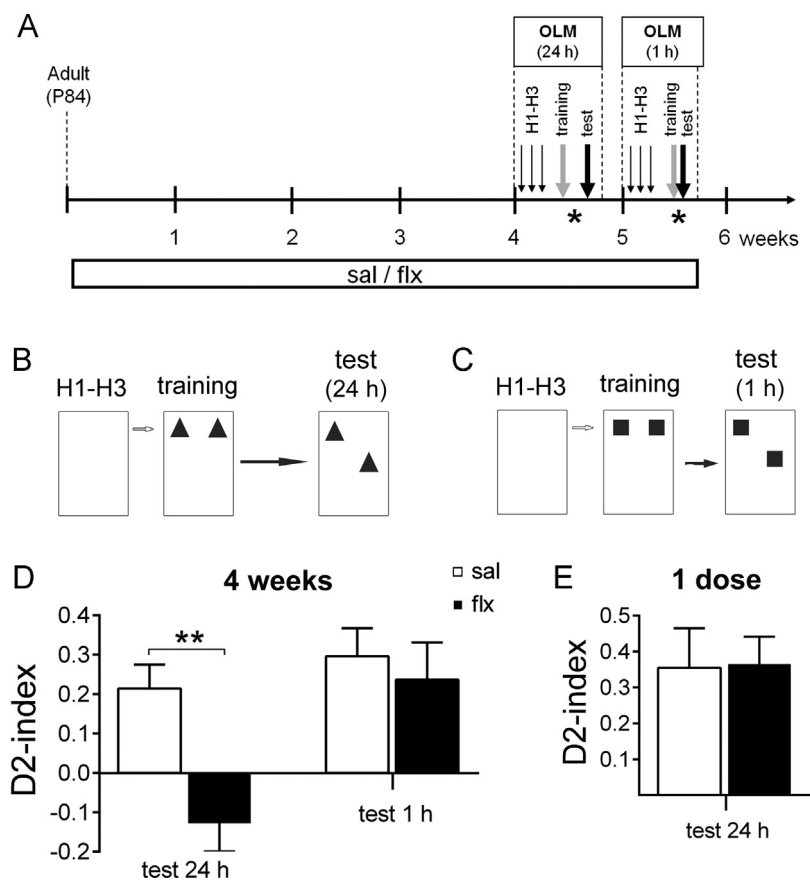 A
OLM
(24 h)
OLM
(1 h)
Adult
(P84)
H1-H3
training
test
H1-H3
training
test
*
*
1 2 3 4 5 6 weeks
sal / flx
B
H1-H3
training
test
(24 h)
C
H1-H3
training
test
(1 h)
D
4 weeks
sal
flx
D2-index
0.4
0.3
0.2
0.1
0.0
-0.1
-0.2
**
test 24 h
test 1 h
E
1 dose
D2-index
0.5
0.4
0.3
0.2
0.1
test 24 h